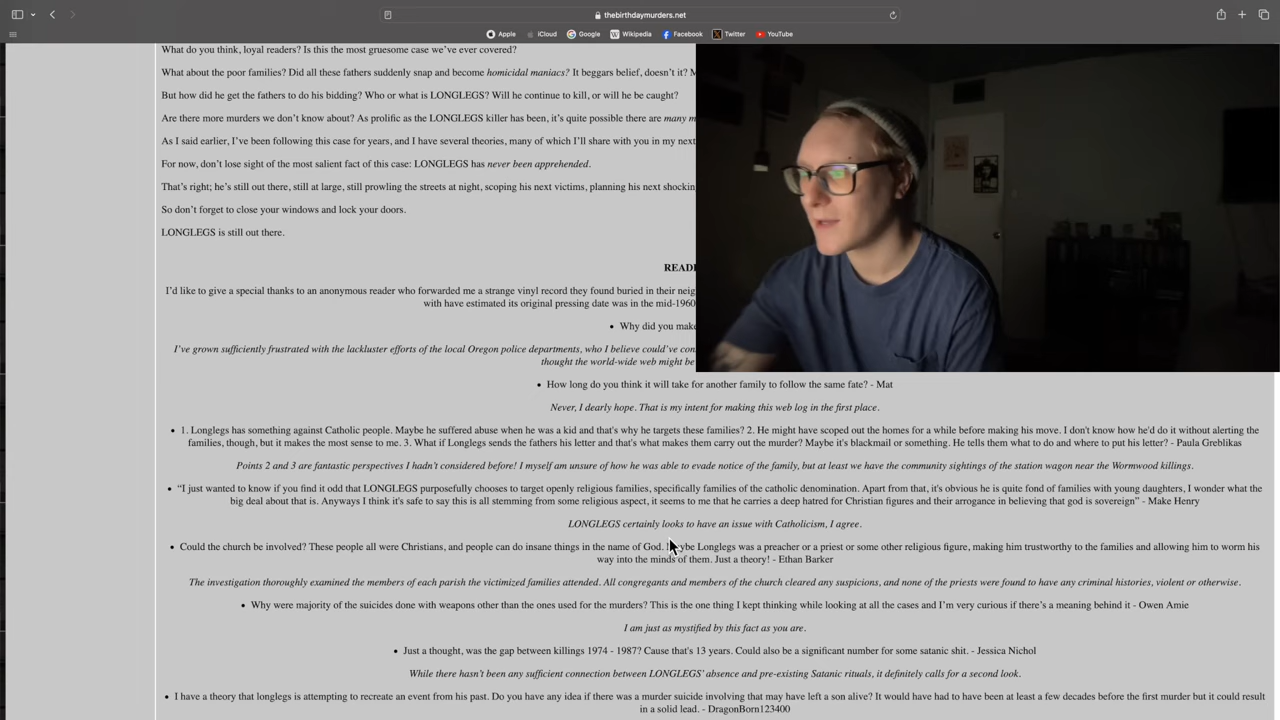 thebirthdaymurders.net
Apple
iCloud
Google
Wikipedia
Facebook
Twitter
YouTube
What do you think, loyal readers? Is this the most gruesome case we've ever covered?
What about the poor families? Did all these fathers suddenly snap and become homicidal maniacs? It beggars belief, doesn't it? M
But how did he get the fathers to do his bidding? Who or what is LONGLEGS? Will he continue to kill, or will he be caught?
Are there more murders we don't know about? As prolific as the LONGLEGS killer has been, it's quite possible there are many m
As I said earlier, I've been following this case for years, and I have several theories, many of which I'll share with you in my next
For now, don't lose sight of the most salient fact of this case: LONGLEGS has never been apprehended.
That's right; he's still out there, still at large, still prowling the streets at night, scoping his next victims, planning his next shockin
So don't forget to close your windows and lock your doors.
LONGLEGS is still out there.
READ
I'd like to give a special thanks to an anonymous reader who forwarded me a strange vinyl record they found buried in their neig
with have estimated its original pressing date was in the mid-1960
• Why did you make
I've grown sufficiently frustrated with the lackluster efforts of the local Oregon police departments, who I believe could've con
thought the world-wide web might be
• How long do you think it will take for another family to follow the same fate? - Mat
Never, I dearly hope. That is my intent for making this web log in the first place.
• 1. Longlegs has something against Catholic people. Maybe he suffered abuse when he was a kid and that's why he targets these families? 2. He might have scoped out the homes for a while before making his move. I don't know how he'd do it without alerting the
families, though, but it makes the most sense to me. 3. What if Longlegs sends the fathers his letter and that's what makes them carry out the murder? Maybe it's blackmail or something. He tells them what to do and where to put his letter? - Paula Greblikas
Points 2 and 3 are fantastic perspectives I hadn't considered before! I myself am unsure of how he was able to evade notice of the family, but at least we have the community sightings of the station wagon near the Wormwood killings.
• “I just wanted to know if you find it odd that LONGLEGS purposefully chooses to target openly religious families, specifically families of the catholic denomination. Apart from that, it's obvious he is quite fond of families with young daughters, I wonder what the
big deal about that is. Anyways I think it's safe to say this is all stemming from some religious aspect, it seems to me that he carries a deep hatred for Christian figures and their arrogance in believing that god is sovereign” - Make Henry
LONGLEGS certainly looks to have an issue with Catholicism, I agree.
• Could the church be involved? These people all were Christians, and people can do insane things in the name of God. Maybe Longlegs was a preacher or a priest or some other religious figure, making him trustworthy to the families and allowing him to worm his
way into the minds of them. Just a theory! - Ethan Barker
The investigation thoroughly examined the members of each parish the victimized families attended. All congregants and members of the church cleared any suspicions, and none of the priests were found to have any criminal histories, violent or otherwise.
• Why were majority of the suicides done with weapons other than the ones used for the murders? This is the one thing I kept thinking while looking at all the cases and I'm very curious if there's a meaning behind it - Owen Amie
I am just as mystified by this fact as you are.
• Just a thought, was the gap between killings 1974 - 1987? Cause that's 13 years. Could also be a significant number for some satanic shit. - Jessica Nichol
While there hasn't been any sufficient connection between LONGLEGS' absence and pre-existing Satanic rituals, it definitely calls for a second look.
• I have a theory that longlegs is attempting to recreate an event from his past. Do you have any idea if there was a murder suicide involving that may have left a son alive? It would have had to have been at least a few decades before the first murder but it could result
in a solid lead. - DragonBorn123400